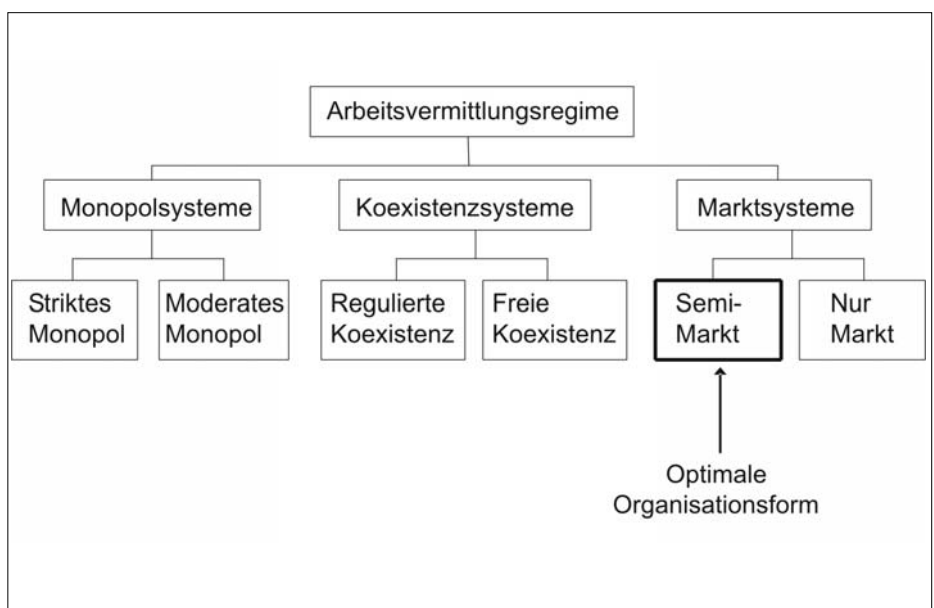 Arbeitsvermittlungsregime
Monopolsysteme
Koexistenzsysteme
Marktsysteme
Striktes
Monopol
Moderates
Monopol
Regulierte
Koexistenz
Freie
Koexistenz
Semi-
Markt
Nur
Markt
Optimale
Organisationsform